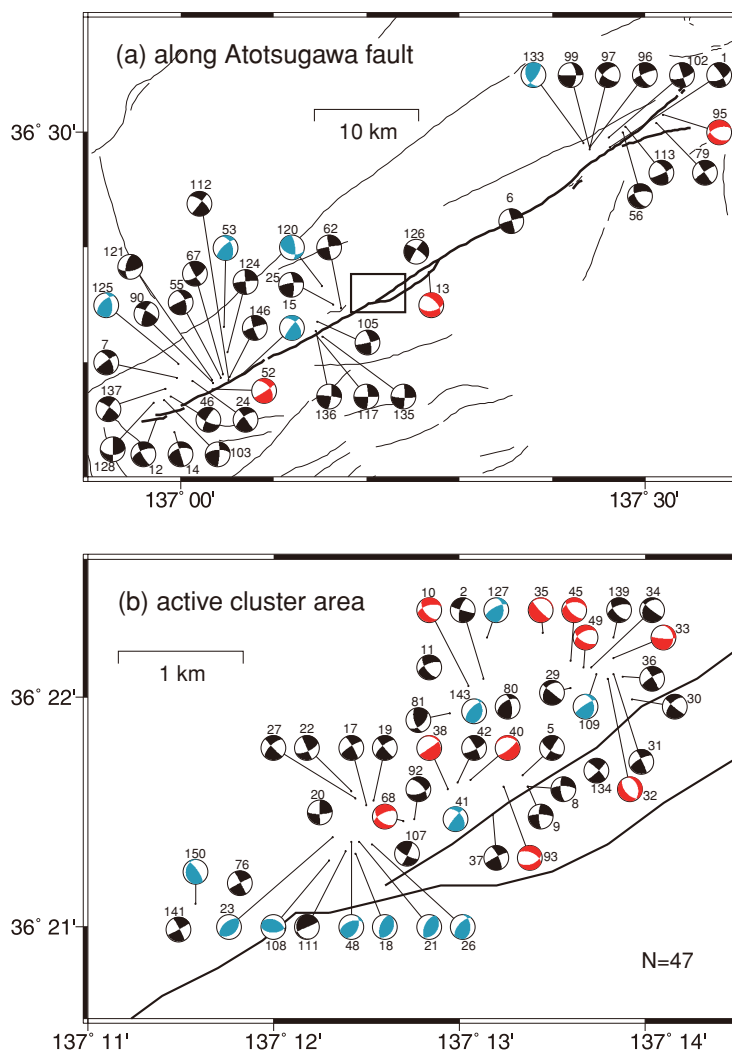 (a) along Atotsugawa fault
133 99 97 96 102 1
95
36° 30'
10 km
112
113 79
56
6
53 120 62 126
121
67 124
125 90 55 25 15 13
146
7 105
52
137
46 24 136 117 135
128 12 14 103
137° 00' 137° 30'
(b) active cluster area
10 2 127 35 45 139 34
49 33
1 km
11
36
36° 22'
29
143 80
81 109 30
27 22 17 19 38 42 40 5
31
134
92
32
20 68 41 8
9
107
37 93
150 76
36° 21'
141 23 108 111 48 18 21 26
N=47
137° 11' 137° 12' 137° 13' 137° 14'